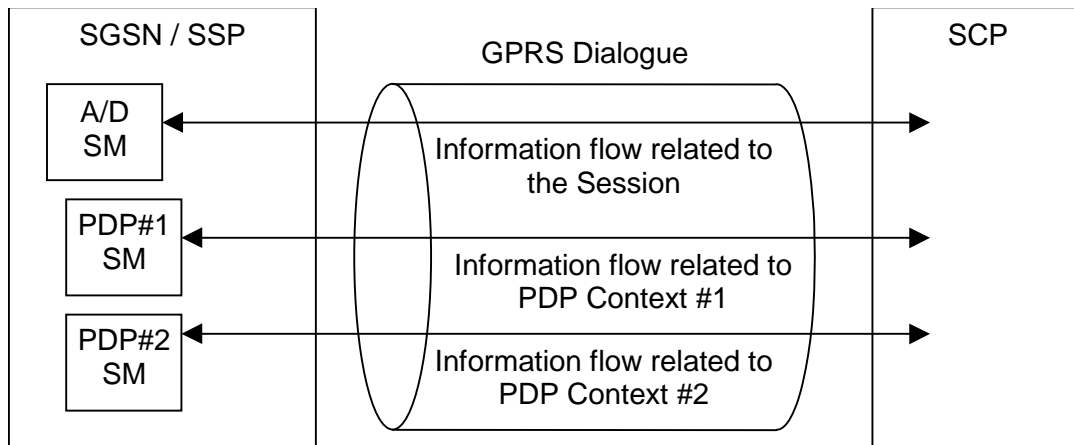 SGSN / SSP
GPRS Dialogue
SCP
A/D
SM
Information flow related to
the Session
PDP#1
SM
Information flow related to
PDP Context #1
PDP#2
SM
Information flow related to
PDP Context #2